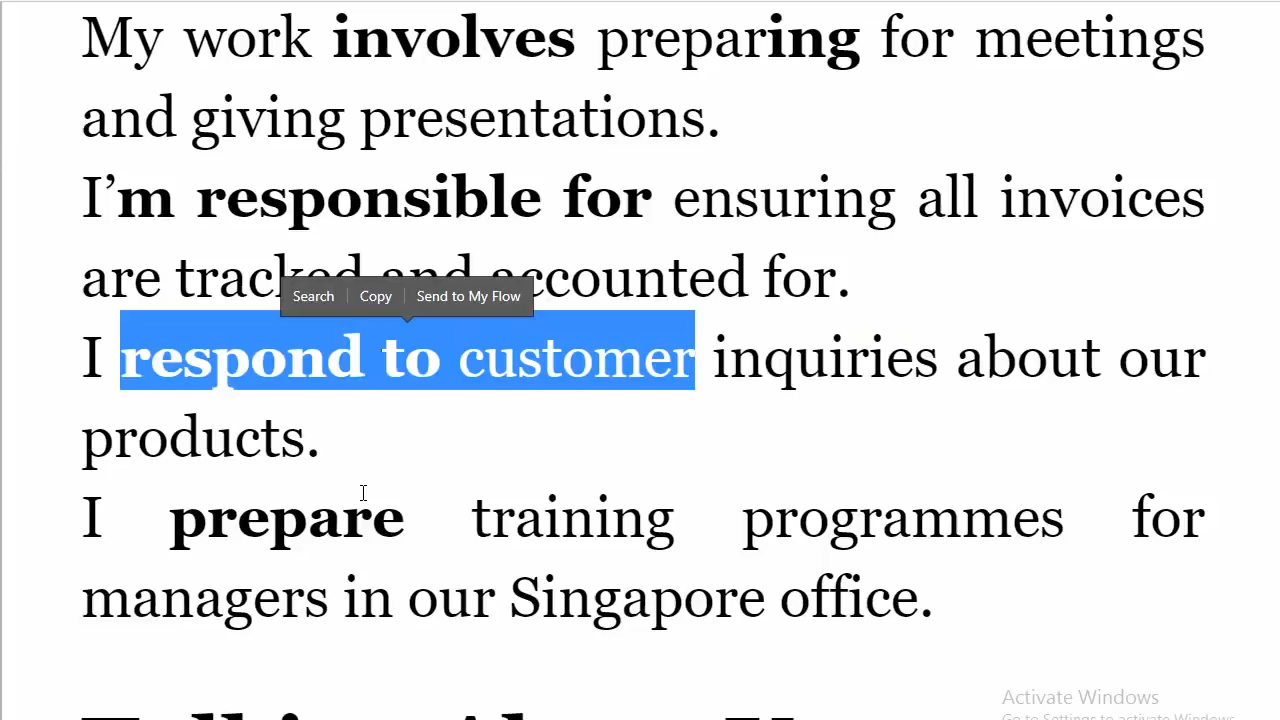 My work involves preparing for meetings
and giving presentations.
I’m responsible for ensuring all invoices
are tracked and accounted for.
Search Copy Send to My Flow
I respond to customer inquiries about our
products.
I prepare training programmes for
managers in our Singapore office.
Activate Windows